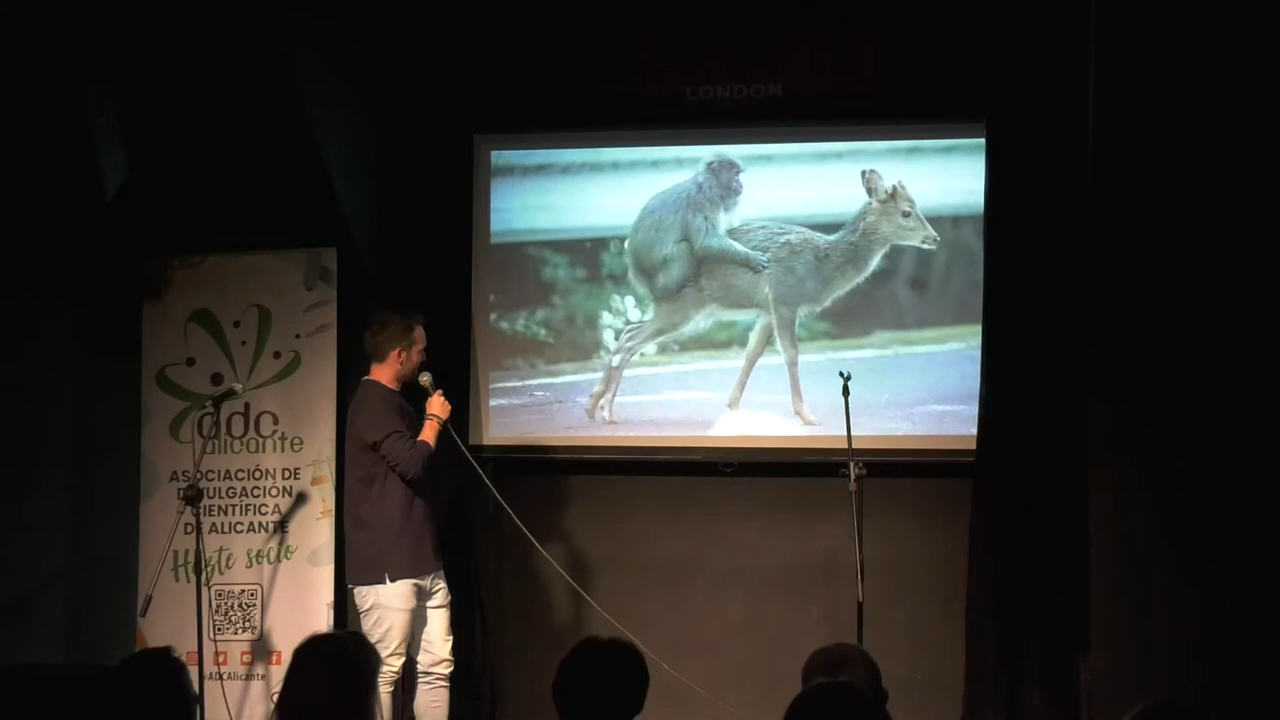 LONDON
adc
alicante
ASOCIACIÓN DE
DIVULGACIÓN
CIENTÍFICA
DE ALICANTE
Hazte socio
@ADCAlicante